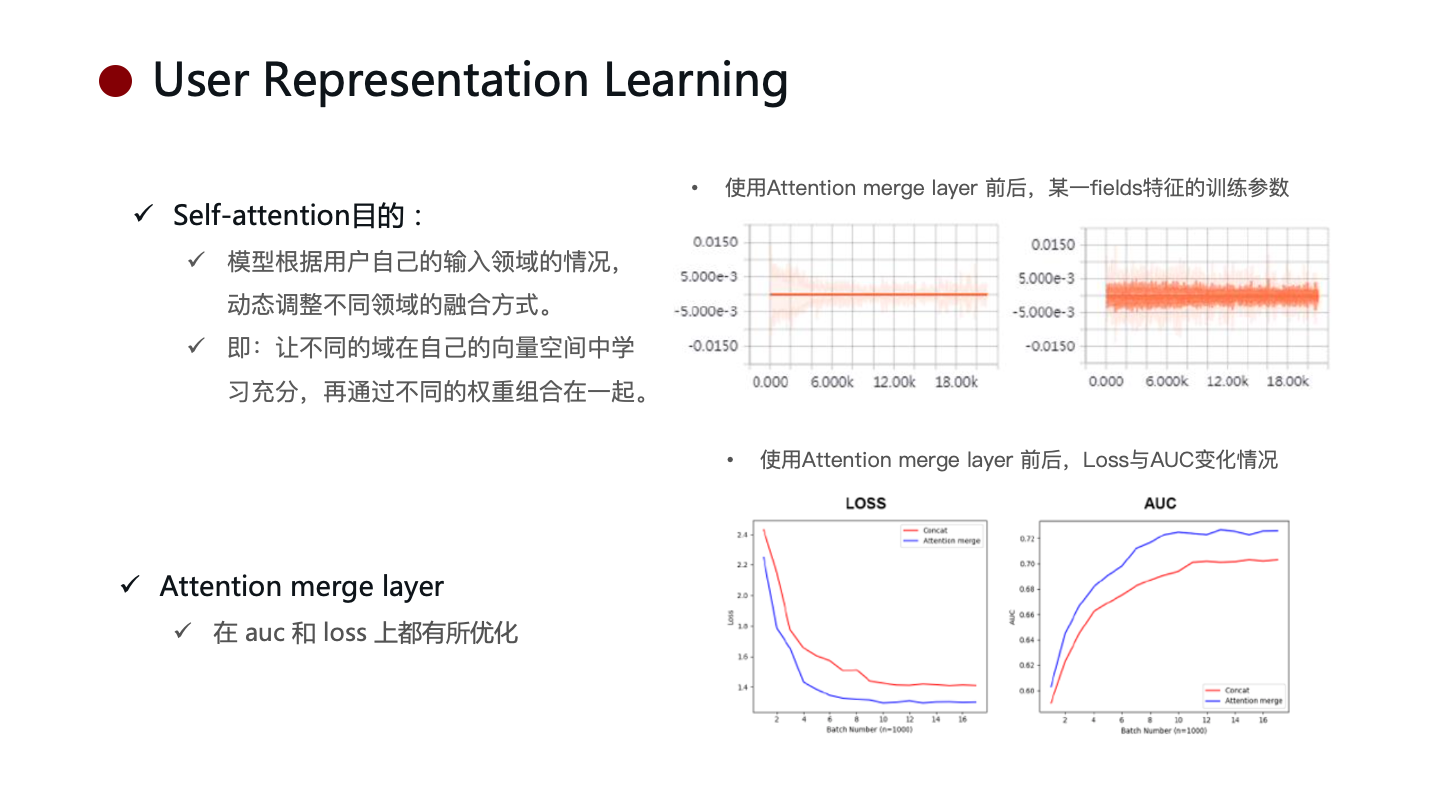 User Representation Learning
Self-attention目的：
模型根据用户自己的输入领域的情况，
动态调整不同领域的融合方式。
即：让不同的域在自己的向量空间中学
习充分，再通过不同的权重组合在一起。
Attention merge layer
在 auc 和 loss 上都有所优化
• 使用Attention merge layer 前后，某一fields特征的训练参数
0.0150
5.000e-3
-5.000e-3
-0.0150
0.000 6.000k 12.00k 18.00k
0.0150
5.000e-3
-5.000e-3
-0.0150
0.000 6.000k 12.00k 18.00k
• 使用Attention merge layer 前后，Loss与AUC变化情况
LOSS
Concat
Attention merge
2.4
2.2
2.0
1.8
1.6
1.4
Loss
2 4 6 8 10 12 14 16
Batch Number (n=1000)
AUC
0.72
0.70
0.68
0.66
0.64
0.62
0.60
AUC
Concat
Attention merge
2 4 6 8 10 12 14 16
Batch Number (n=1000)